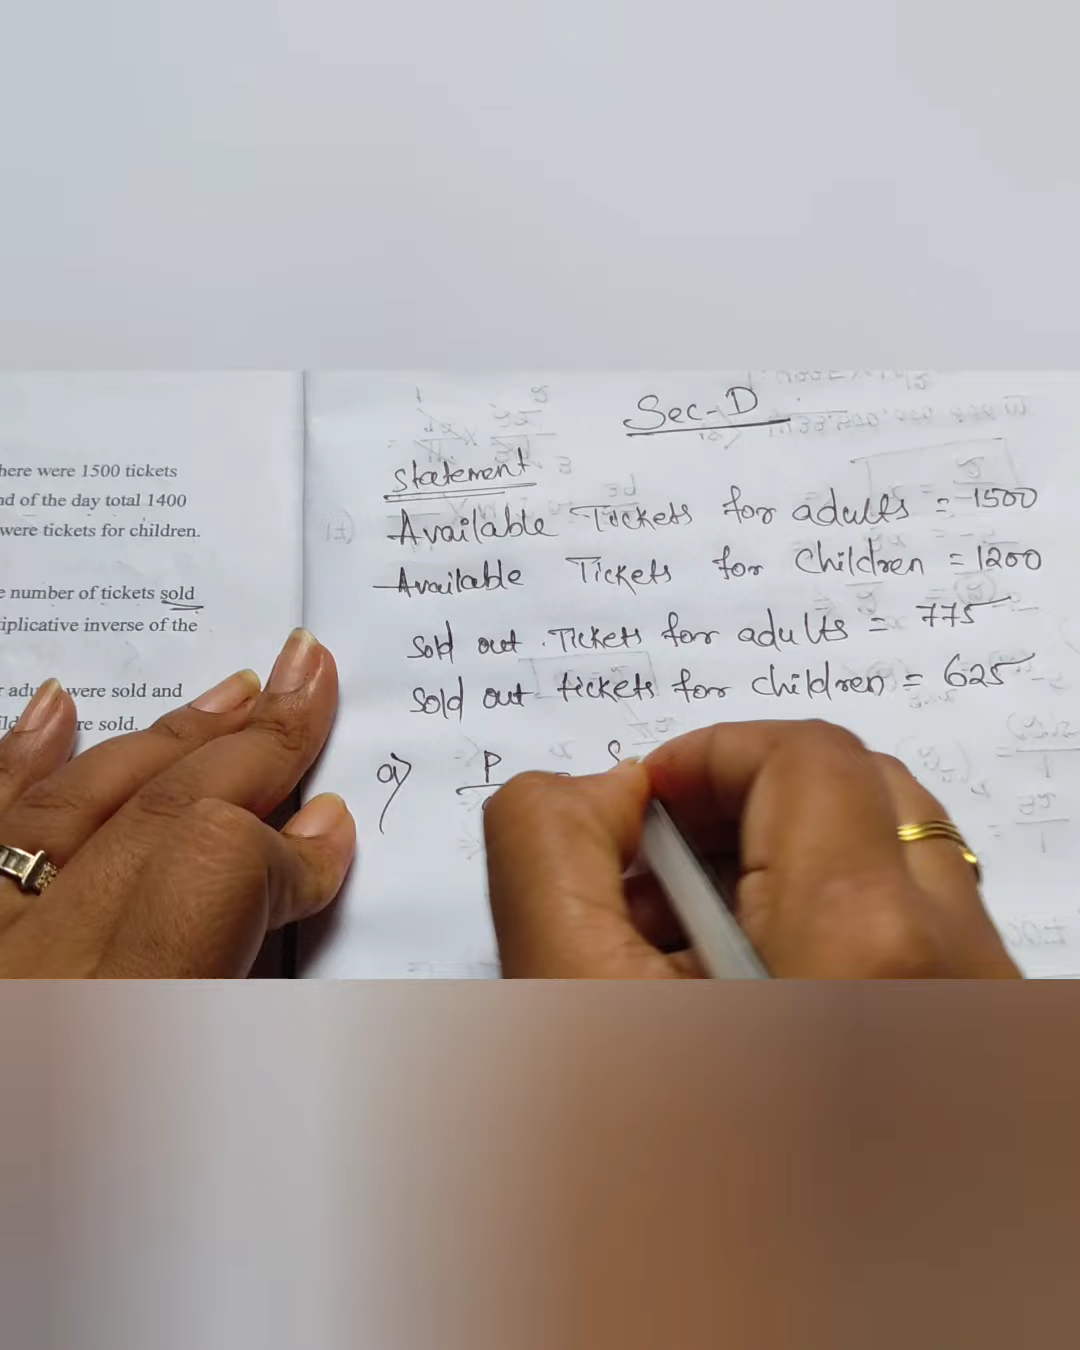 here were 1500 tickets
nd of the day total 1400
were tickets for children.
e number of tickets sold
iplicative inverse of the
were sold and
re sold.
Sec-D
Statement
Available Tickets for adults = 1500
Available Tickets for children = 1200
Sold out Tickets for adults = 775
Sold out tickets for children = 625
a) P